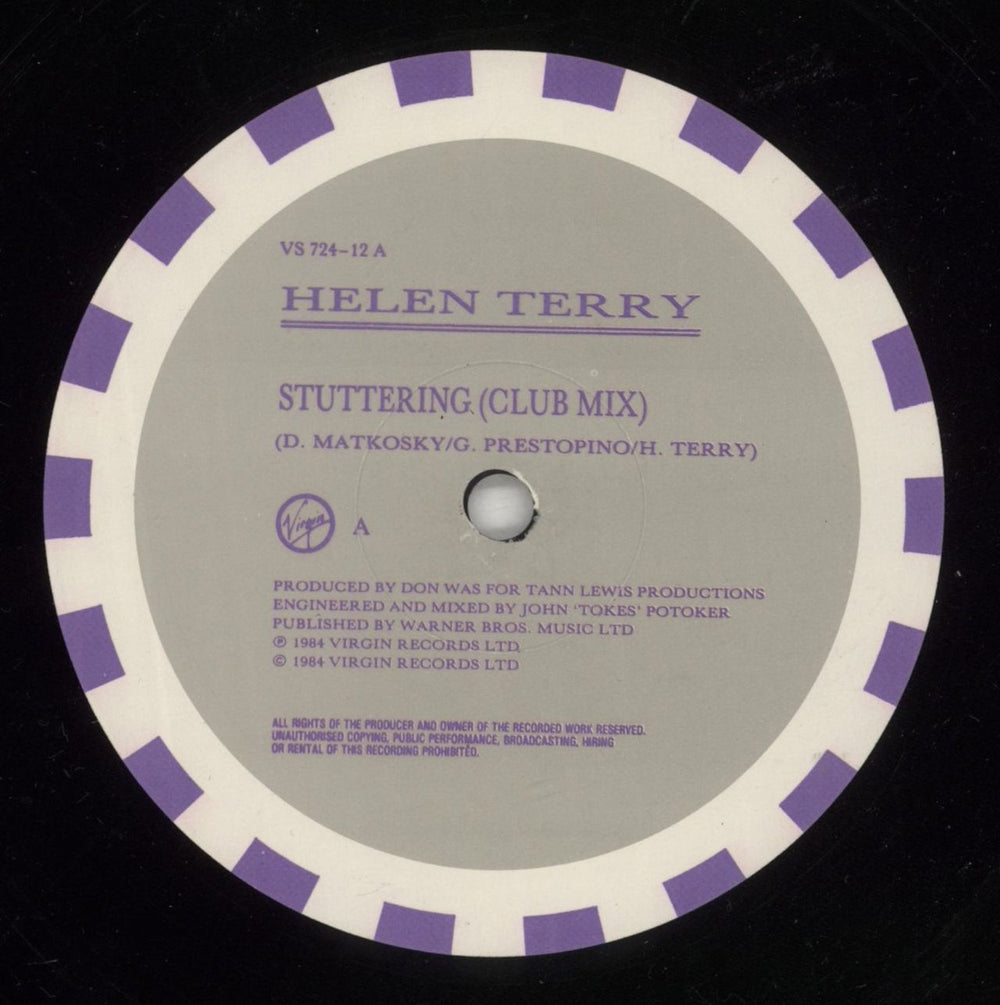 VS 724-12 A
HELEN TERRY
STUTTERING (CLUB MIX)
(D. MATKOSKY/G. PRESTOPINO/H. TERRY)
Virgin A
PRODUCED BY DON WAS FOR TANN LEWIS PRODUCTIONS
ENGINEERED AND MIXED BY JOHN 'TOKES' POTOKER
PUBLISHED BY WARNER BROS. MUSIC LTD
℗ 1984 VIRGIN RECORDS LTD
© 1984 VIRGIN RECORDS LTD
ALL RIGHTS OF THE PRODUCER AND OWNER OF THE RECORDED WORK RESERVED.
UNAUTHORISED COPYING, PUBLIC PERFORMANCE, BROADCASTING, HIRING
OR RENTAL OF THIS RECORDING PROHIBITED.